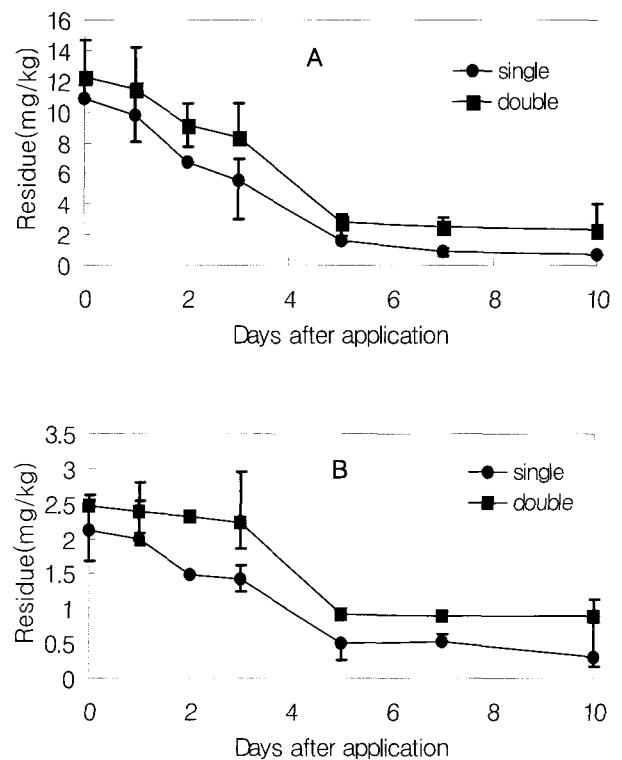 A
single
double
Residue(mg/kg)
16
14
12
10
8
6
4
2
0
0 2 4 6 8 10
Days after application
B
single
double
Residue(mg/kg)
3.5
3
2.5
2
1.5
1
0.5
0
0 2 4 6 8 10
Days after application